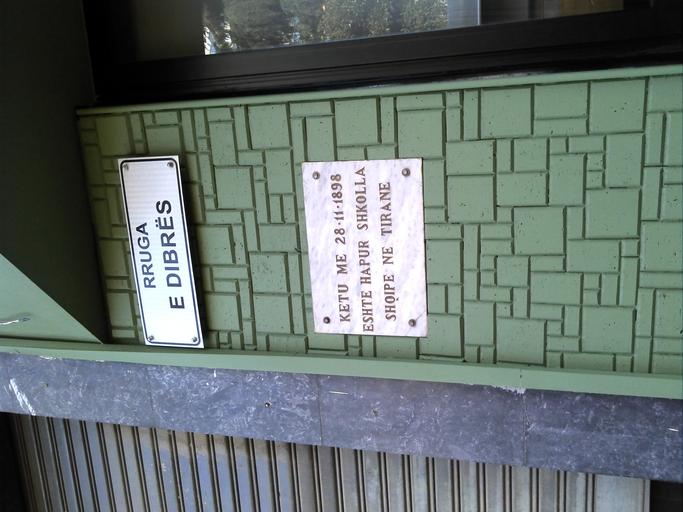 RRUGA
E DIBRËS
KETU ME 28·11·1898
ESHTE HAPUR SHKOLLA
SHQIPE NE TIRANE